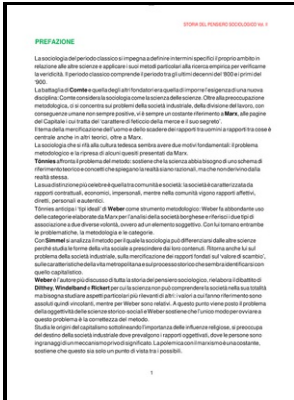 STORIA DEL PENSIERO SOCIOLOGICO Vol. II
PREFAZIONE
La sociologia del periodo classico si impegna a definire in termini specifici il proprio ambito in
relazione alle altre scienze e applicare i suoi metodi particolari alla ricerca empirica per verificarne
la veridicità. Il periodo classico comprende il periodo tra gli ultimi decenni del '800 e i primi del
'900.
La battaglia di Comte e quella degli altri fondatori era quella di imporre l'esigenza di una nuova
disciplina: Comte considera la sociologia come la scienza delle scienze. Oltre alla preoccupazione
metodologica, ci si concentra sui problemi della società industriale, della divisione del lavoro, con
conseguenze umane non sempre positive, vi è sempre un costante riferimento a Marx, alle pagine
del Capitale i cui tratta del 'carattere di feticcio della merce e il suo segreto'.
Il tema della mercificazione dell'uomo e dello scadere dei rapporti tra uomini a rapporti tra cose è
centrale anche in altri teorici, oltre a Marx.
La sociologia che si rifà alla cultura tedesca sembra avere due motivi fondamentali: il problema
metodologico e la ripresa di alcuni quesiti presentati da Marx.
Tönnies affronta il problema del metodo: sostiene che la scienza abbia bisogno di uno schema di
riferimento teorico e concetti che spiegano la realtà siano razionali, ma che non derivino dalla
realtà stessa.
La sua distinzione più celebre è quella tra comunità e società: la società è caratterizzata da
rapporti contrattuali, economici, impersonali, mentre nella comunità vigono rapporti affettivi,
diretti, personali e autentici.
Tönnies anticipa i 'tipi ideali' di Weber come strumento metodologico: Weber fa abbondante uso
delle categorie elaborate da Marx per l'analisi della società borghese e riferisci i due tipi di
associazione a due diverse volontà, ovvero ad un elemento soggettivo. Con lui tornano entrambe
le problematiche, la metodologia e le categorie.
Con Simmel si analizza il metodo per il quale la sociologia può differenziarsi dalle altre scienze
perché studia le forme della vita sociale a prescindere dal loro contenuti. Ritorna anche lui sul
problema della società industriale, sulla mercificazione dei rapporti fondati sul 'valore di scambio',
sulle caratteristiche della vita metropolitana e sul processo storico che sembra identificarsi con
quello capitalistico.
Weber è l'autore più discusso di tutta la storia del pensiero sociologico, rielabora il dibattito di
Dilthey, Windelband e Rickert per cui la scienza non può comprendere la società nella sua totalità
ma bisogna studiare aspetti particolari più rilevanti di altri: i valori a cui fanno riferimento sono
assoluti quindi vincolanti, mentre per Weber sono relativi. A questo punto viene posto il problema
della oggettività delle scienze storico-sociali e Weber sostiene che l'unico modo per ovviare a
questo problema è la correttezza del metodo.
Studia le origini del capitalismo sottolineando l'importanza delle influenze religiose, si preoccupa
del destino della società industriale dove prevalgono i rapporti oggettivati, dove le persone sono
ingranaggi di un meccanismo privo di significato. La polemica con il marxismo è una costante,
sostiene che questo sia solo un punto di vista tra i possibili.
1